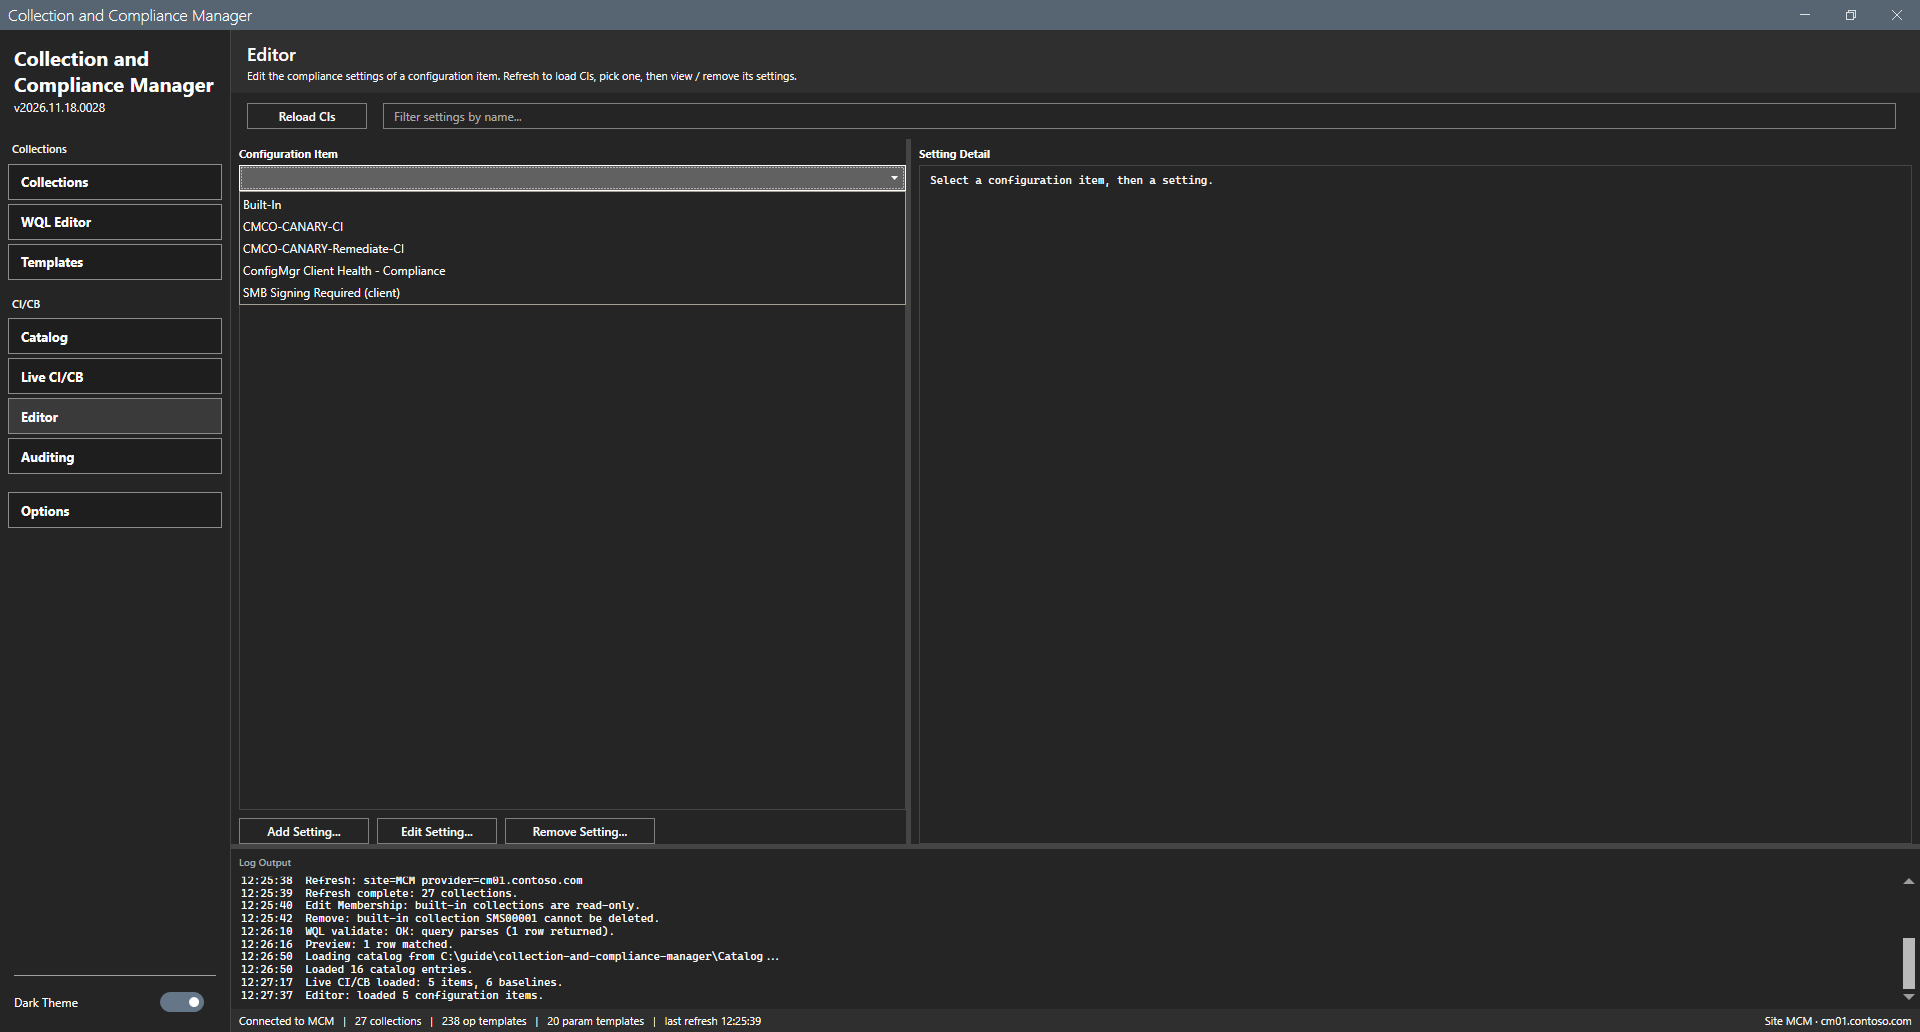 Collection and Compliance Manager
Collection and
Compliance Manager
v2026.11.18.0028
Collections
Collections
WQL Editor
Templates
CI/CB
Catalog
Live CI/CB
Editor
Auditing
Options
Dark Theme
Editor
Edit the compliance settings of a configuration item. Refresh to load CIs, pick one, then view / remove its settings.
Reload CIs
Filter settings by name...
Configuration Item
Built-In
CMCO-CANARY-CI
CMCO-CANARY-Remediate-CI
ConfigMgr Client Health - Compliance
SMB Signing Required (client)
Setting Detail
Select a configuration item, then a setting.
Add Setting...
Edit Setting...
Remove Setting...
Log Output
12:25:38 Refresh: site=MCM provider=cm01.contoso.com
12:25:39 Refresh complete: 27 collections.
12:25:40 Edit Membership: built-in collections are read-only.
12:25:42 Remove: built-in collection SMS00001 cannot be deleted.
12:26:10 WQL validate: OK: query parses (1 row returned).
12:26:16 Preview: 1 row matched.
12:26:50 Loading catalog from C:\guide\collection-and-compliance-manager\Catalog...
12:26:50 Loaded 16 catalog entries.
12:27:17 Live CI/CB loaded: 5 items, 6 baselines.
12:27:37 Editor: loaded 5 configuration items.
Connected to MCM | 27 collections | 238 op templates | 20 param templates | last refresh 12:25:39
Site MCM · cm01.contoso.com